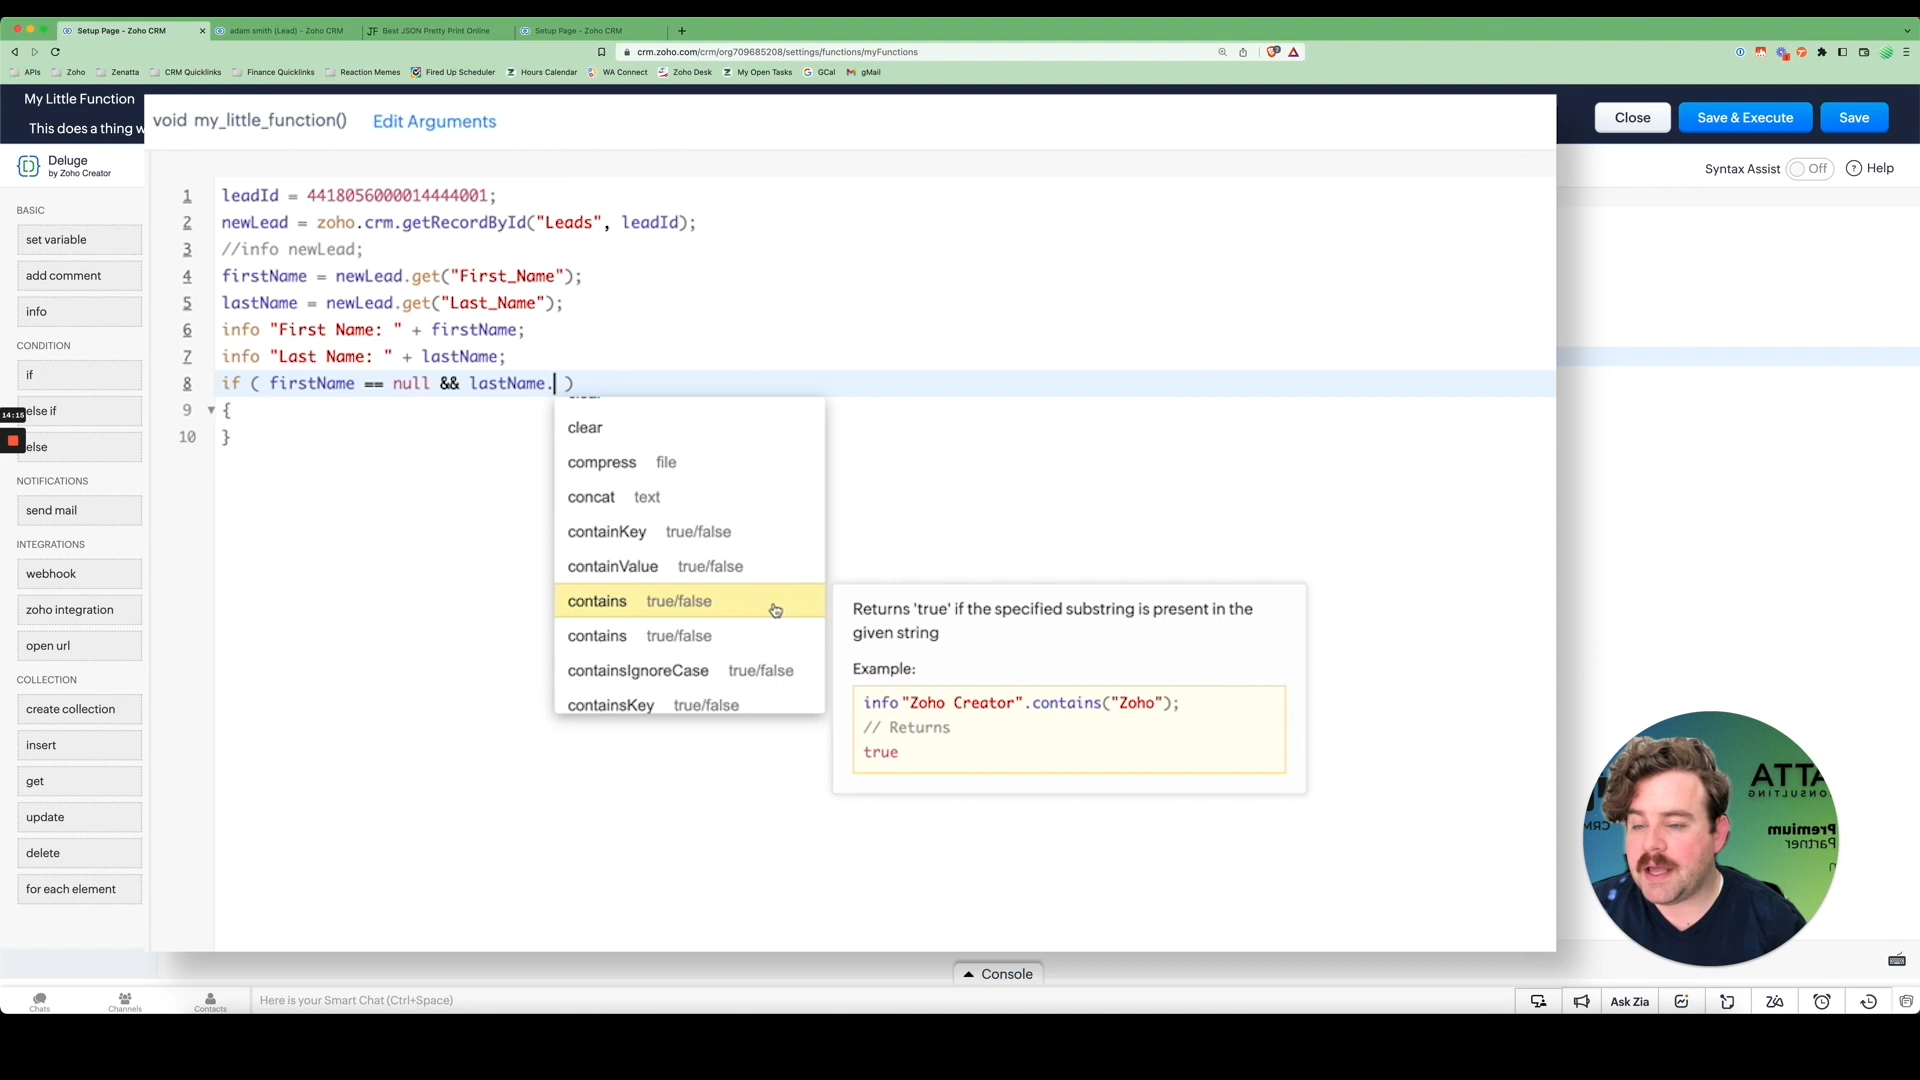 Setup Page - Zoho CRM
adam smith (Lead) - Zoho CRM
JF Best JSON Pretty Print Online
Setup Page - Zoho CRM
crm.zoho.com/crm/org709685208/settings/functions/myFunctions
APIs
Zoho
Zenatta
CRM Quicklinks
Finance Quicklinks
Reaction Memes
Fired Up Scheduler
Hours Calendar
WA Connect
Zoho Desk
My Open Tasks
GCal
gMail
My Little Function
This does a thing w
void my_little_function()
Edit Arguments
Close
Save & Execute
Save
Deluge
by Zoho Creator
Syntax Assist
Off
Help
BASIC
set variable
add comment
info
CONDITION
if
else if
else
NOTIFICATIONS
send mail
INTEGRATIONS
webhook
zoho integration
open url
COLLECTION
create collection
insert
get
update
delete
for each element
14:15
1 leadId = 4418056000014444001;
2 newLead = zoho.crm.getRecordById("Leads", leadId);
3 //info newLead;
4 firstName = newLead.get("First_Name");
5 lastName = newLead.get("Last_Name");
6 info "First Name: " + firstName;
7 info "Last Name: " + lastName;
8 if ( firstName == null && lastName. )
9 {
10 }
clear
compress file
concat text
containKey true/false
containValue true/false
contains true/false
contains true/false
containsIgnoreCase true/false
containsKey true/false
Returns 'true' if the specified substring is present in the
given string
Example:
info "Zoho Creator".contains("Zoho");
// Returns
true
ATTA
CONSULTING
CRM
Premium
Partner
Console
Chats
Channels
Contacts
Here is your Smart Chat (Ctrl+Space)
Ask Zia